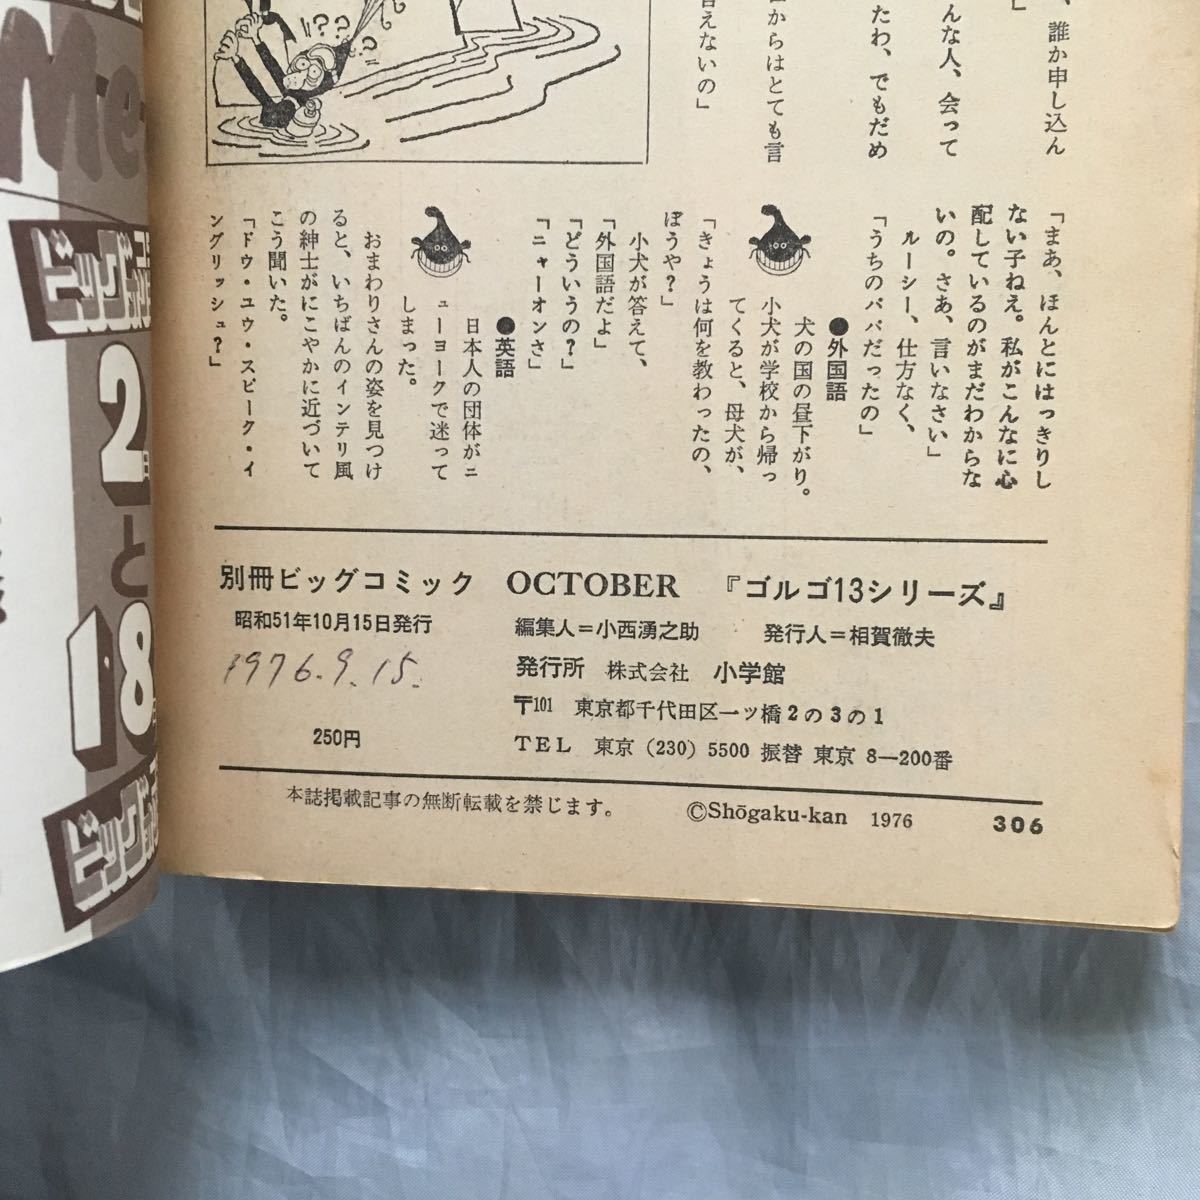 、誰か申し込ん
んな人、会って
たわ、でもだめ
からはとても言
言えないの」
???
「まあ、ほんとにはっきりし
ない子ねえ。私がこんなに心
配しているのがまだわからな
いの。さあ、言いなさい」
ルーシー、仕方なく、
「うちのパパだったの」
●外国語
犬の国の昼下がり。
小犬が学校から帰っ
てくると、母犬が、
「きょうは何を教わったの、
ぼうや?」
小犬が答えて、
「外国語だよ」
「どういうの?」
「ニャーオンさ」
●英語
日本人の団体がニ
ューヨークで迷って
しまった。
おまわりさんの姿を見つけ
ると、いちばんのインテリ風
の紳士がにこやかに近づいて
こう聞いた。
「ドウ・ユウ・スピーク・イ
ングリッシュ?」
別冊ビッグコミック OCTOBER 『ゴルゴ13シリーズ』
昭和51年10月15日発行
編集人=小西湧之助 発行人=相賀徹夫
1976.9.15.
発行所 株式会社 小学館
〒101 東京都千代田区一ツ橋2の3の1
250円
TEL 東京(230)5500 振替 東京 8―200番
本誌掲載記事の無断転載を禁じます。
©Shōgaku-kan 1976
306
ビッグ
2日
と
18
ビッグ